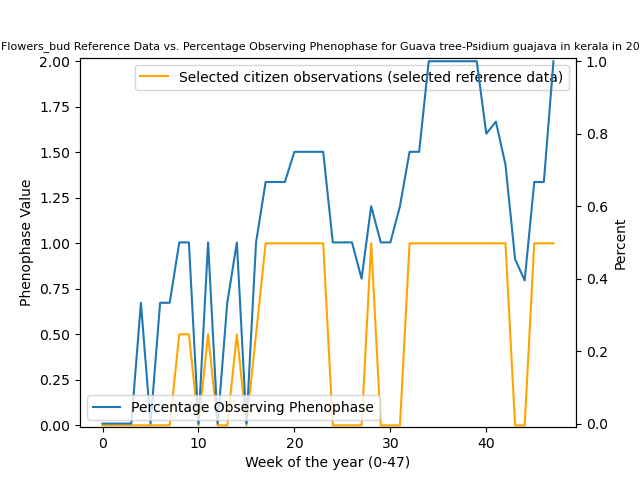 Flowers_bud Reference Data vs. Percentage Observing Phenophase for Guava tree-Psidium guajava in kerala in 20
Selected citizen observations (selected reference data)
Percentage Observing Phenophase
Phenophase Value
2.00
1.75
1.50
1.25
1.00
0.75
0.50
0.25
0.00
1.0
0.8
0.6
0.4
0.2
0.0
Percent
0 10 20 30 40
Week of the year (0-47)